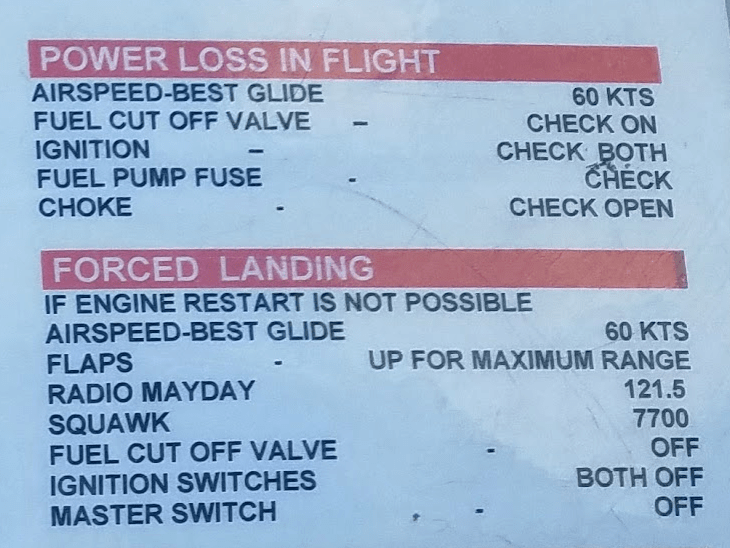 POWER LOSS IN FLIGHT
AIRSPEED-BEST GLIDE 60 KTS
FUEL CUT OFF VALVE - CHECK ON
IGNITION - CHECK BOTH
FUEL PUMP FUSE - CHECK
CHOKE - CHECK OPEN
FORCED LANDING
IF ENGINE RESTART IS NOT POSSIBLE
AIRSPEED-BEST GLIDE 60 KTS
FLAPS - UP FOR MAXIMUM RANGE
RADIO MAYDAY 121.5
SQUAWK 7700
FUEL CUT OFF VALVE - OFF
IGNITION SWITCHES BOTH OFF
MASTER SWITCH - OFF